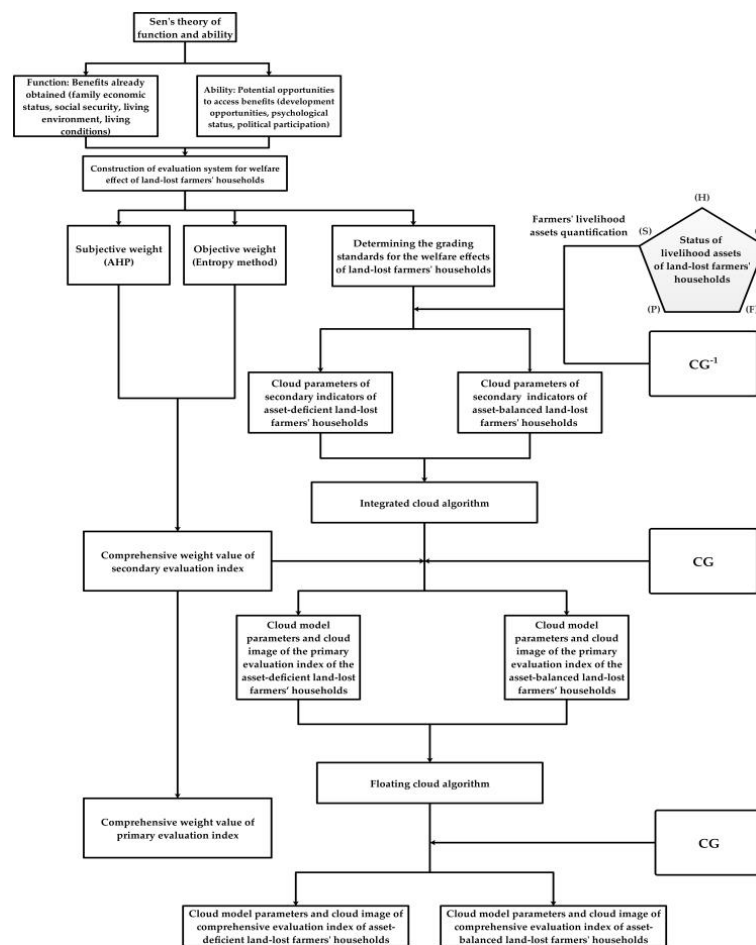 Sen's theory of
function and ability
Function: Benefits already
obtained (family economic
status, social security, living
environment, living
conditions)
Ability: Potential opportunities
to access benefits (development
opportunities, psychological
status, political participation)
Construction of evaluation system for welfare
effect of land-lost farmers' households
(H)
Farmers' livelihood
assets quantification
(S)
Status of
livelihood assets
of land-lost farmers'
households
(P)
(F
Subjective weight
(AHP)
Objective weight
(Entropy method)
Determining the grading
standards for the welfare effects
of land-lost farmers' households
CG⁻¹
Cloud parameters of
secondary indicators of
asset-deficient land-lost
farmers' households
Cloud parameters of
secondary indicators of
asset-balanced land-lost
farmers' households
Integrated cloud algorithm
Comprehensive weight value of
secondary evaluation index
CG
Cloud model
parameters and cloud
image of the primary
evaluation index of the
asset-deficient land-lost
farmers’ households
Cloud model
parameters and cloud
image of the primary
evaluation index of the
asset-balanced land-lost
farmers’ households
Floating cloud algorithm
Comprehensive weight value of
primary evaluation index
CG
Cloud model parameters and cloud image of
comprehensive evaluation index of asset-
deficient land-lost farmers' households
Cloud model parameters and cloud image of
comprehensive evaluation index of asset-
balanced land-lost farmers' households